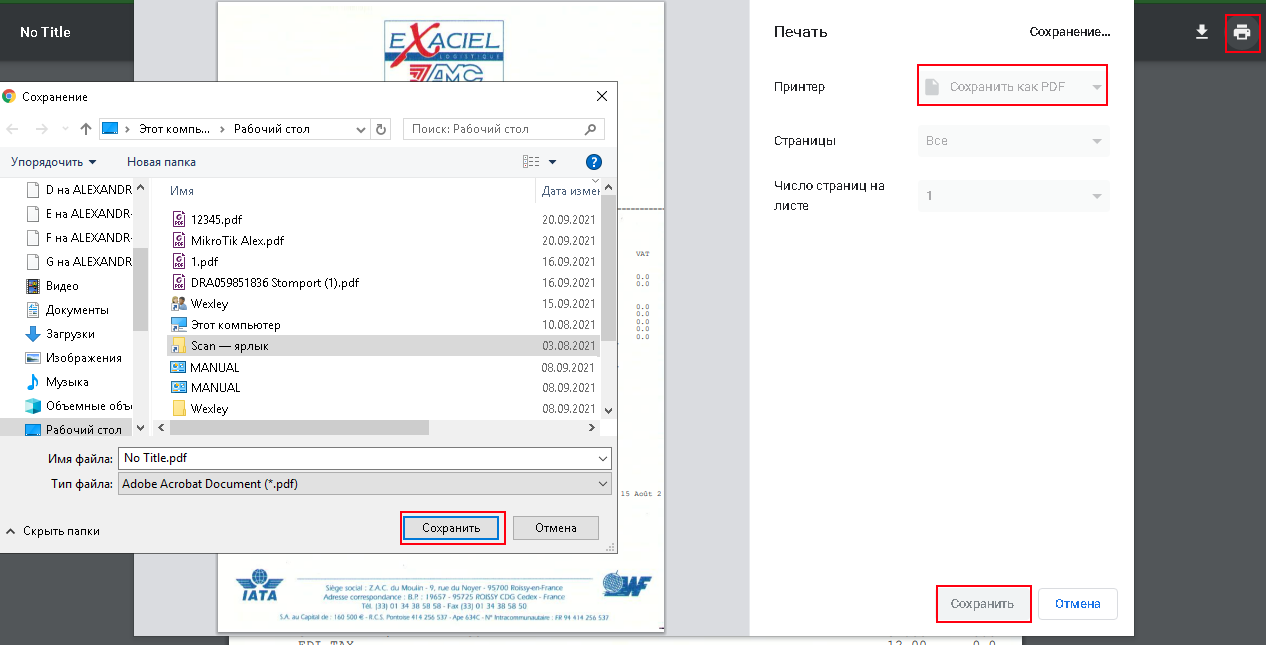 No Title
EXACIEL
LOGISTIQUE
AMC
Печать
Сохранение...
Принтер
Сохранить как PDF
Страницы
Все
Число страниц на
листе
1
Сохранить
Отмена
Сохранение
Этот компь...
Рабочий стол
Поиск: Рабочий стол
Упорядочить
Новая папка
?
D на ALEXANDR
E на ALEXANDR-
F на ALEXANDR-
G на ALEXANDR
Видео
Документы
Загрузки
Изображения
Музыка
Объемные объ
Рабочий стол
Имя
Дата измен
12345.pdf 20.09.2021
MikroTik Alex.pdf 20.09.2021
1.pdf 16.09.2021
DRA059851836 Stomport (1).pdf 16.09.2021
Wexley 15.09.2021
Этот компьютер 10.08.2021
Scan — ярлык 03.08.2021
MANUAL 08.09.2021
MANUAL 08.09.2021
Wexley 08.09.2021
Имя файла: No Title.pdf
Тип файла: Adobe Acrobat Document (*.pdf)
Скрыть папки
Сохранить
Отмена
VAT
0.0
0.0
0.0
0.0
0.0
0.0
0.0
15 Août 2
IATA
WF
Siège social : Z.A.C. du Moulin - 9, rue du Noyer - 95700 Roissy-en-France
Adresse correspondance : B.P. : 19657 - 95725 ROISSY CDG Cedex - France
Tél. (33) 01 34 38 58 58 - Fax (33) 01 34 38 58 50
S.A. au Capital de : 160 500 € - R.C.S. Pontoise 414 256 537 - Ape 634C - N° Intracommunautaire : FR 94 414 256 537